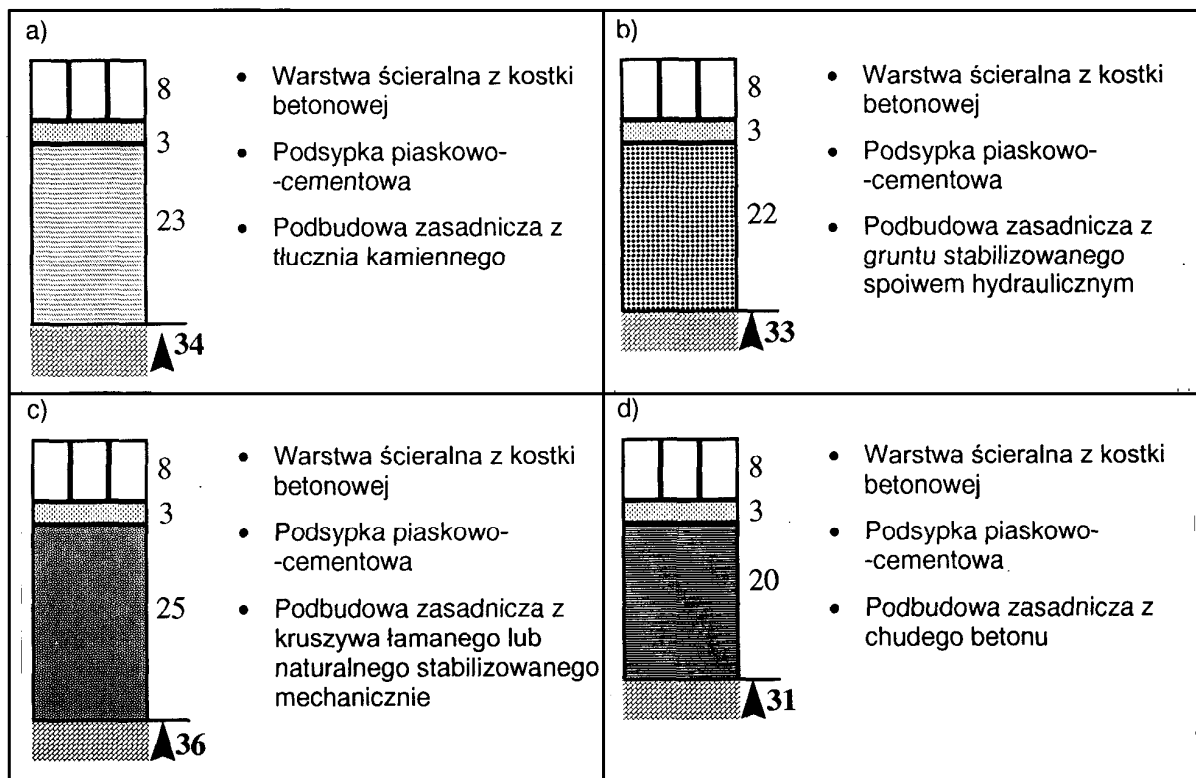 a)
8
3
23
34
• Warstwa ścieralna z kostki
betonowej
• Podsypka piaskowo-
-cementowa
• Podbudowa zasadnicza z
tłucznia kamiennego
b)
8
3
22
33
• Warstwa ścieralna z kostki
betonowej
• Podsypka piaskowo-
-cementowa
• Podbudowa zasadnicza z
gruntu stabilizowanego
spoiwem hydraulicznym
c)
8
3
25
36
• Warstwa ścieralna z kostki
betonowej
• Podsypka piaskowo-
-cementowa
• Podbudowa zasadnicza z
kruszywa łamanego lub
naturalnego stabilizowanego
mechanicznie
d)
8
3
20
31
• Warstwa ścieralna z kostki
betonowej
• Podsypka piaskowo-
-cementowa
• Podbudowa zasadnicza z
chudego betonu